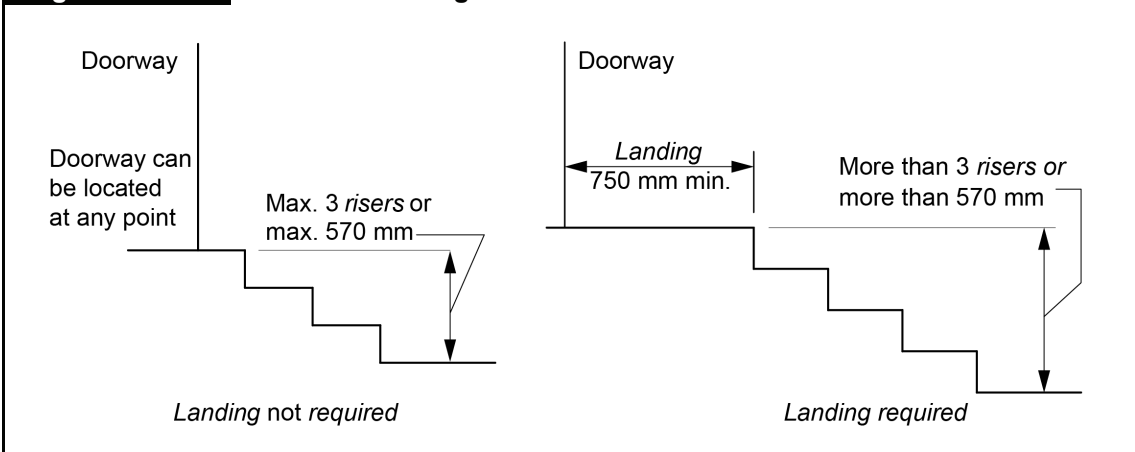 Doorway
Doorway can
be located
at any point
Max. 3 risers or
max. 570 mm
Landing not required
Doorway
Landing
750 mm min.
More than 3 risers or
more than 570 mm
Landing required